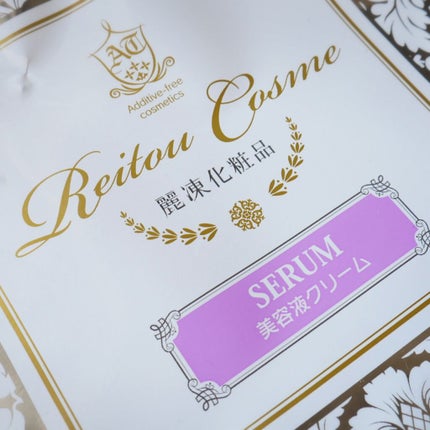 AT
Additive-free
cosmetics
Reitou Cosme
麗凍化粧品
SERUM
美容液クリーム